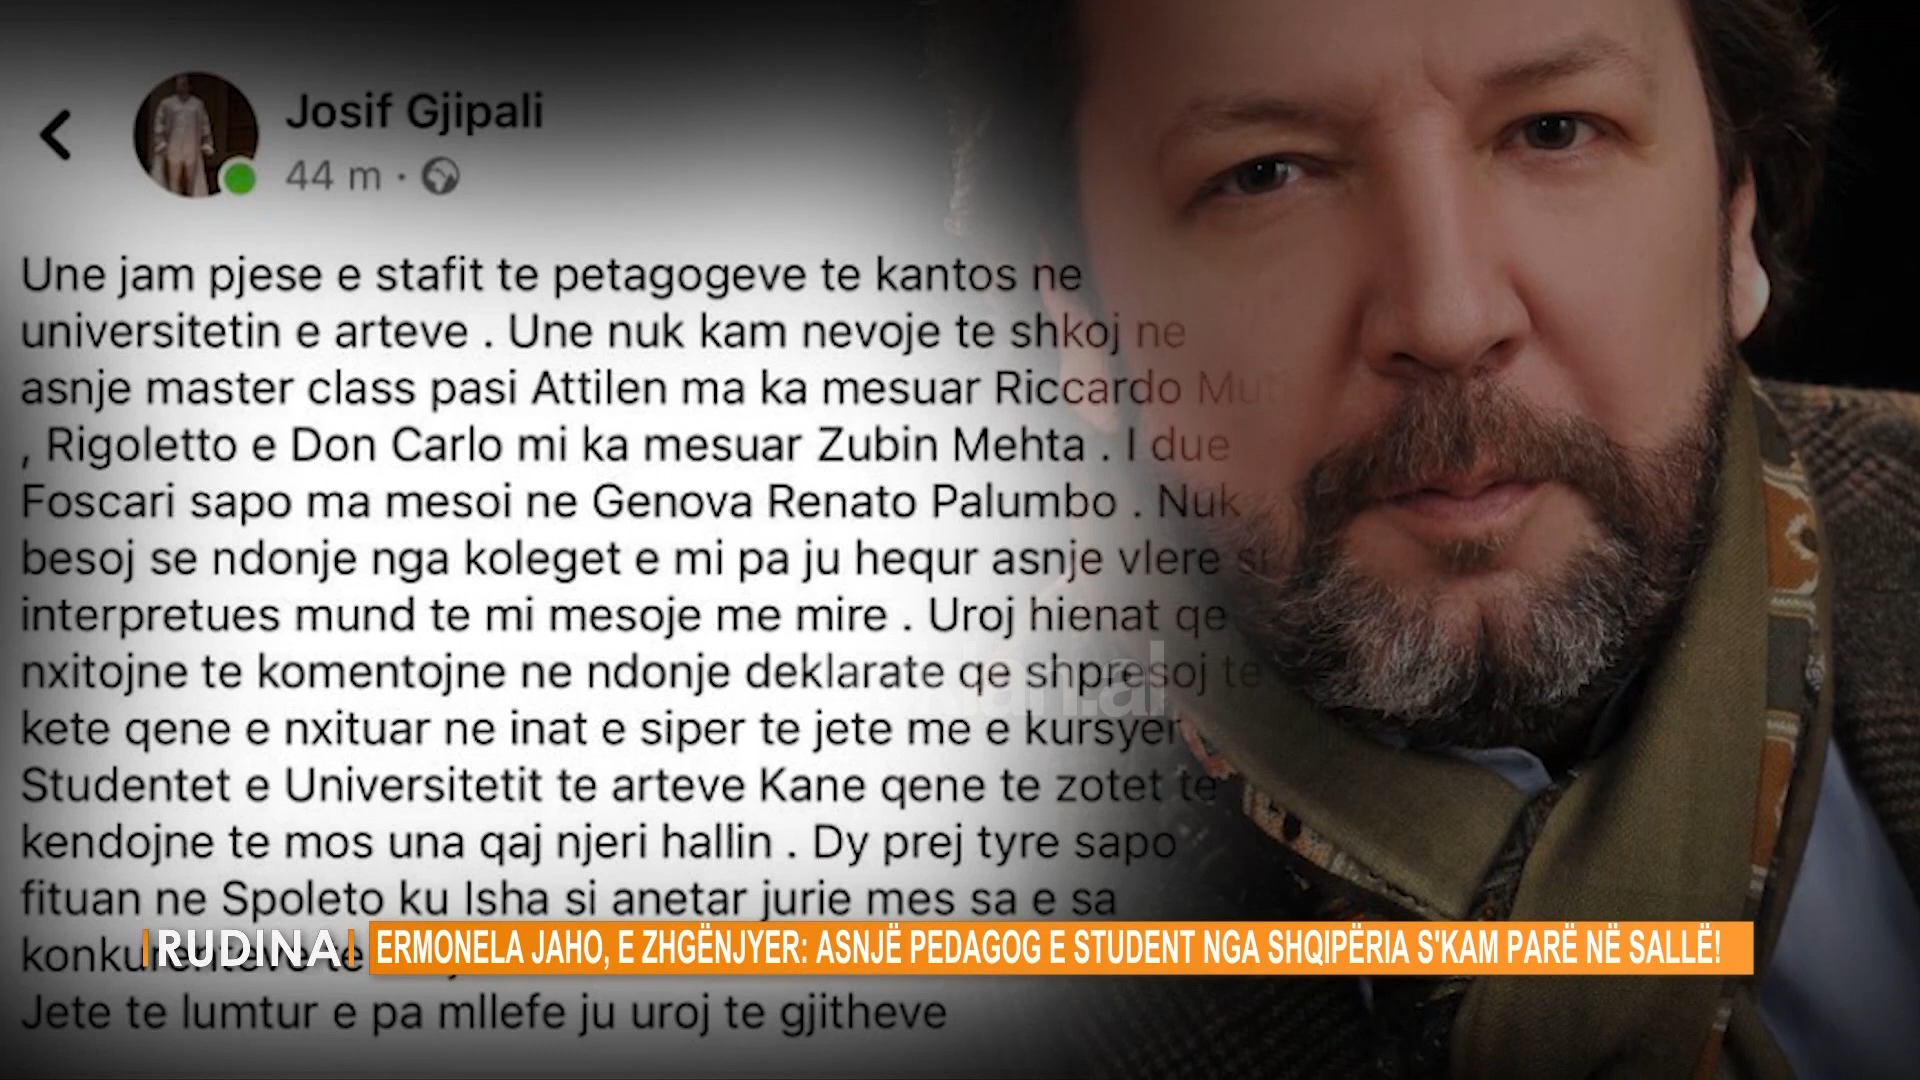 Josif Gjipali
44 m ·
Une jam pjese e stafit te petagogeve te kantos ne
universitetin e arteve . Une nuk kam nevoje te shkoj ne
asnje master class pasi Attilen ma ka mesuar Riccardo Muti
, Rigoletto e Don Carlo mi ka mesuar Zubin Mehta . I due
Foscari sapo ma mesoi ne Genova Renato Palumbo . Nuk
besoj se ndonje nga koleget e mi pa ju hequr asnje vlere si
interpretues mund te mi mesoje me mire . Uroj hienat qe
nxitojne te komentojne ne ndonje deklarate qe shpresoj te
kete qene e nxituar ne inat e siper te jete me e kursyer
Studentet e Universitetit te arteve Kane qene te zotet te
kendojne te mos una qaj njeri hallin . Dy prej tyre sapo
fituan ne Spoleto ku Isha si anetar jurie mes sa e sa
RUDINA
ERMONELA JAHO, E ZHGËNJYER: ASNJË PEDAGOG E STUDENT NGA SHQIPËRIA S'KAM PARË NË SALLË!
Jete te lumtur e pa mllefe ju uroj te gjitheve